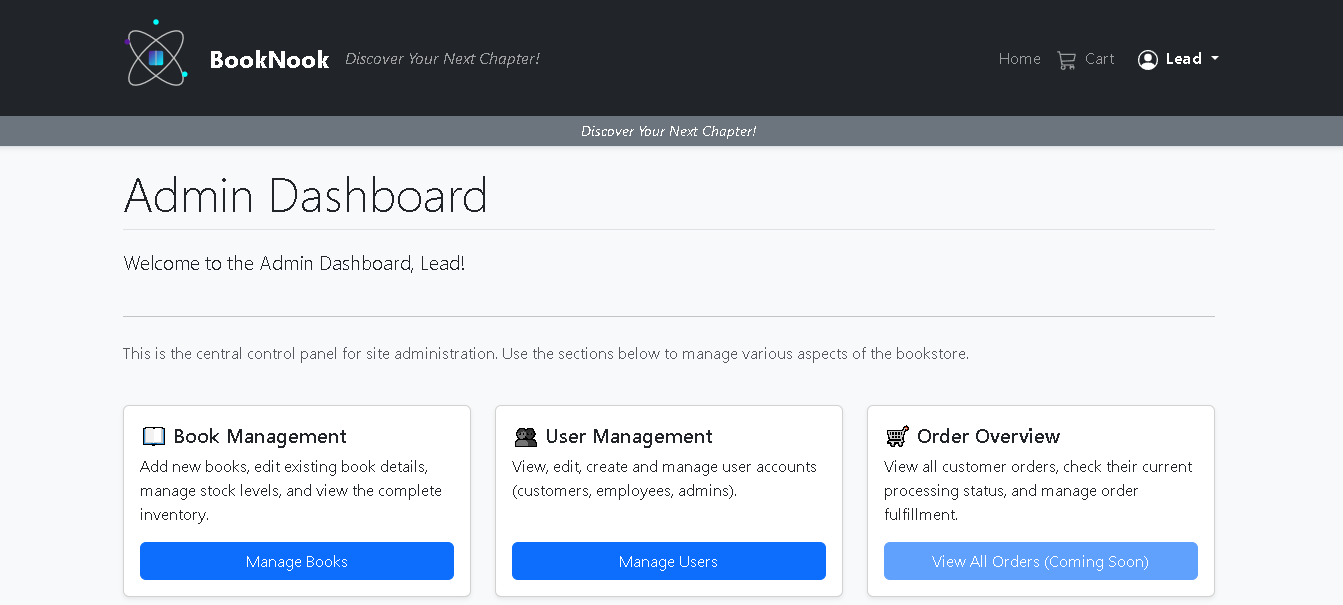 BookNook Discover Your Next Chapter! Home Cart Lead
Discover Your Next Chapter!
Admin Dashboard
Welcome to the Admin Dashboard, Lead!
This is the central control panel for site administration. Use the sections below to manage various aspects of the bookstore.
Book Management
Add new books, edit existing book details,
manage stock levels, and view the complete
inventory.
Manage Books
User Management
View, edit, create and manage user accounts
(customers, employees, admins).
Manage Users
Order Overview
View all customer orders, check their current
processing status, and manage order
fulfillment.
View All Orders (Coming Soon)